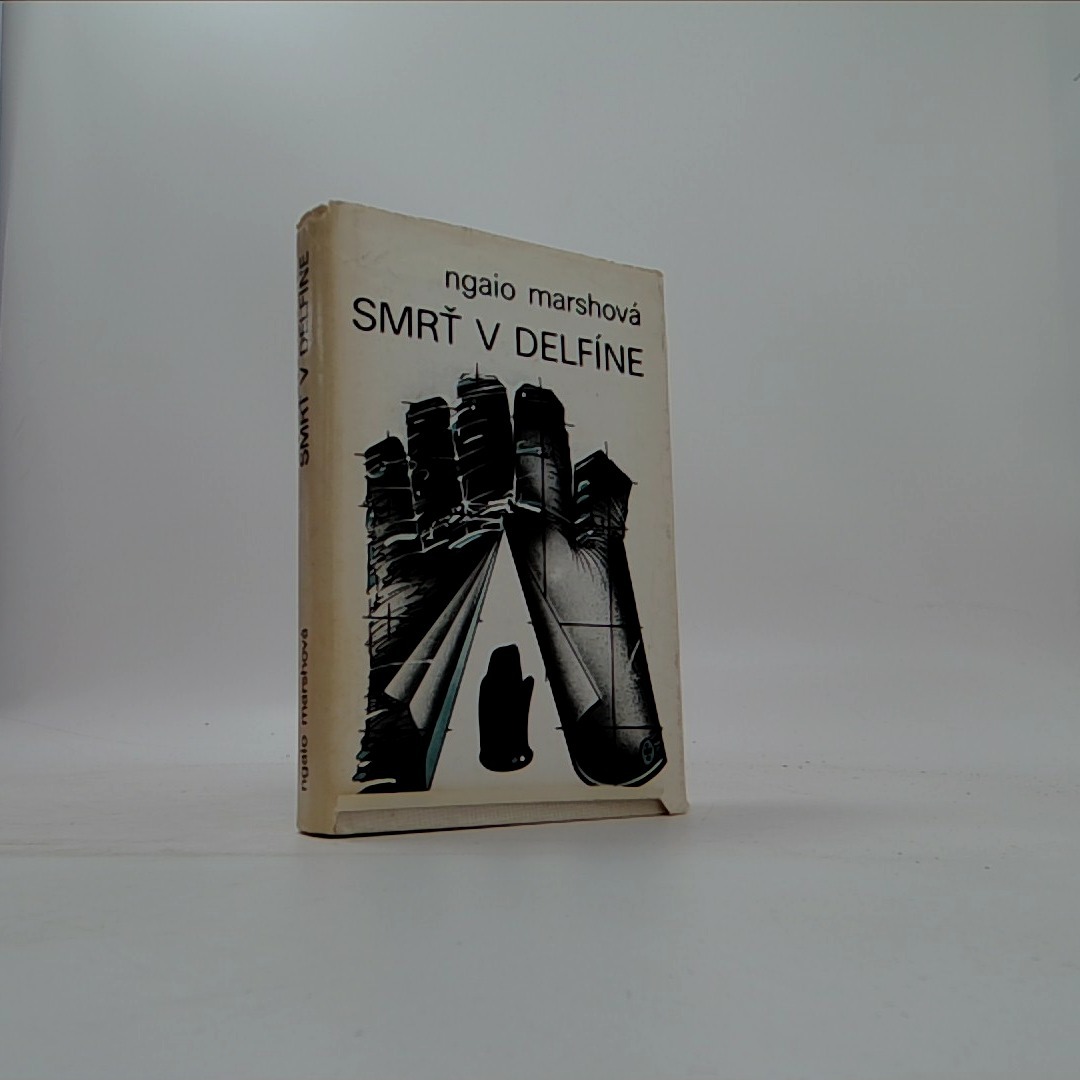 ngaio marshová
SMRŤ V DELFÍNE
SMRŤ V DELFÍNE
ngaio marshová